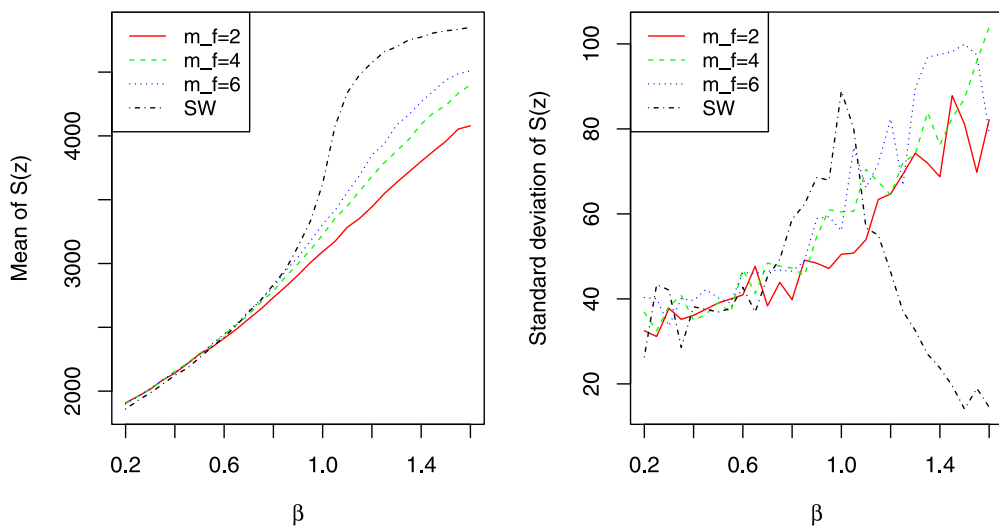 m_f=2
m_f=4
m_f=6
SW
Mean of S(z)
4000
3000
2000
0.2 0.6 1.0 1.4
β
m_f=2
m_f=4
m_f=6
SW
Standard deviation of S(z)
100
80
60
40
20
0.2 0.6 1.0 1.4
β